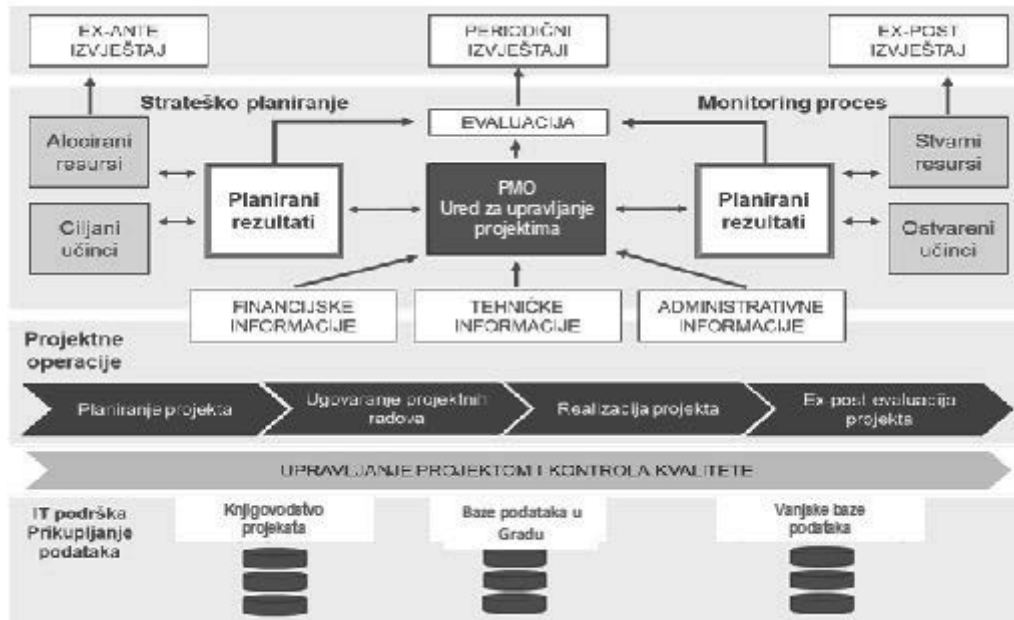 EX-ANTE
IZVJEŠTAJ
PERIODIČNI
IZVJEŠTAJI
EX-POST
IZVJEŠTAJ
Strateško planiranje
Monitoring proces
EVALUACIJA
Alocirani
resursi
Stvarni
resursi
Planirani
rezultati
PMO
Ured za upravljanje
projektima
Planirani
rezultati
Ciljani
učinci
Ostvareni
učinci
FINANCIJSKE
INFORMACIJE
TEHNIČKE
INFORMACIJE
ADMINISTRATIVNE
INFORMACIJE
Projektne
operacije
Planiranje projekta
Ugovaranje projektnih
radova
Realizacija projekta
Ex-post evaluacija
projekta
UPRAVLJANJE PROJEKTOM I KONTROLA KVALITETE
IT podrška
Prikupljanje
podataka
Knjigovodstvo
projekata
Baze podataka u
Gradu
Vanjske baze
podataka